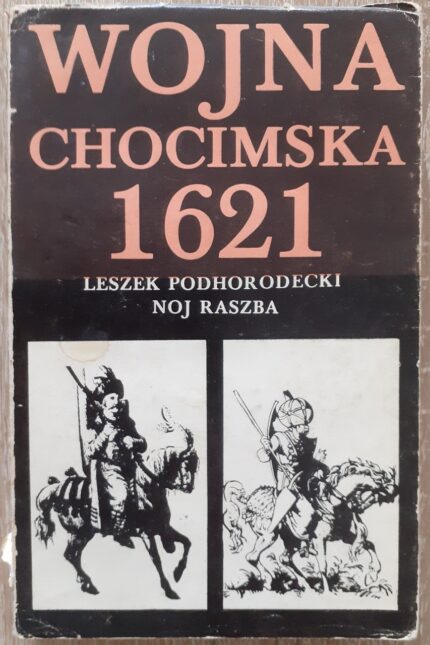 WOJNA
CHOCIMSKA
1621
LESZEK PODHORODECKI
NOJ RASZBA